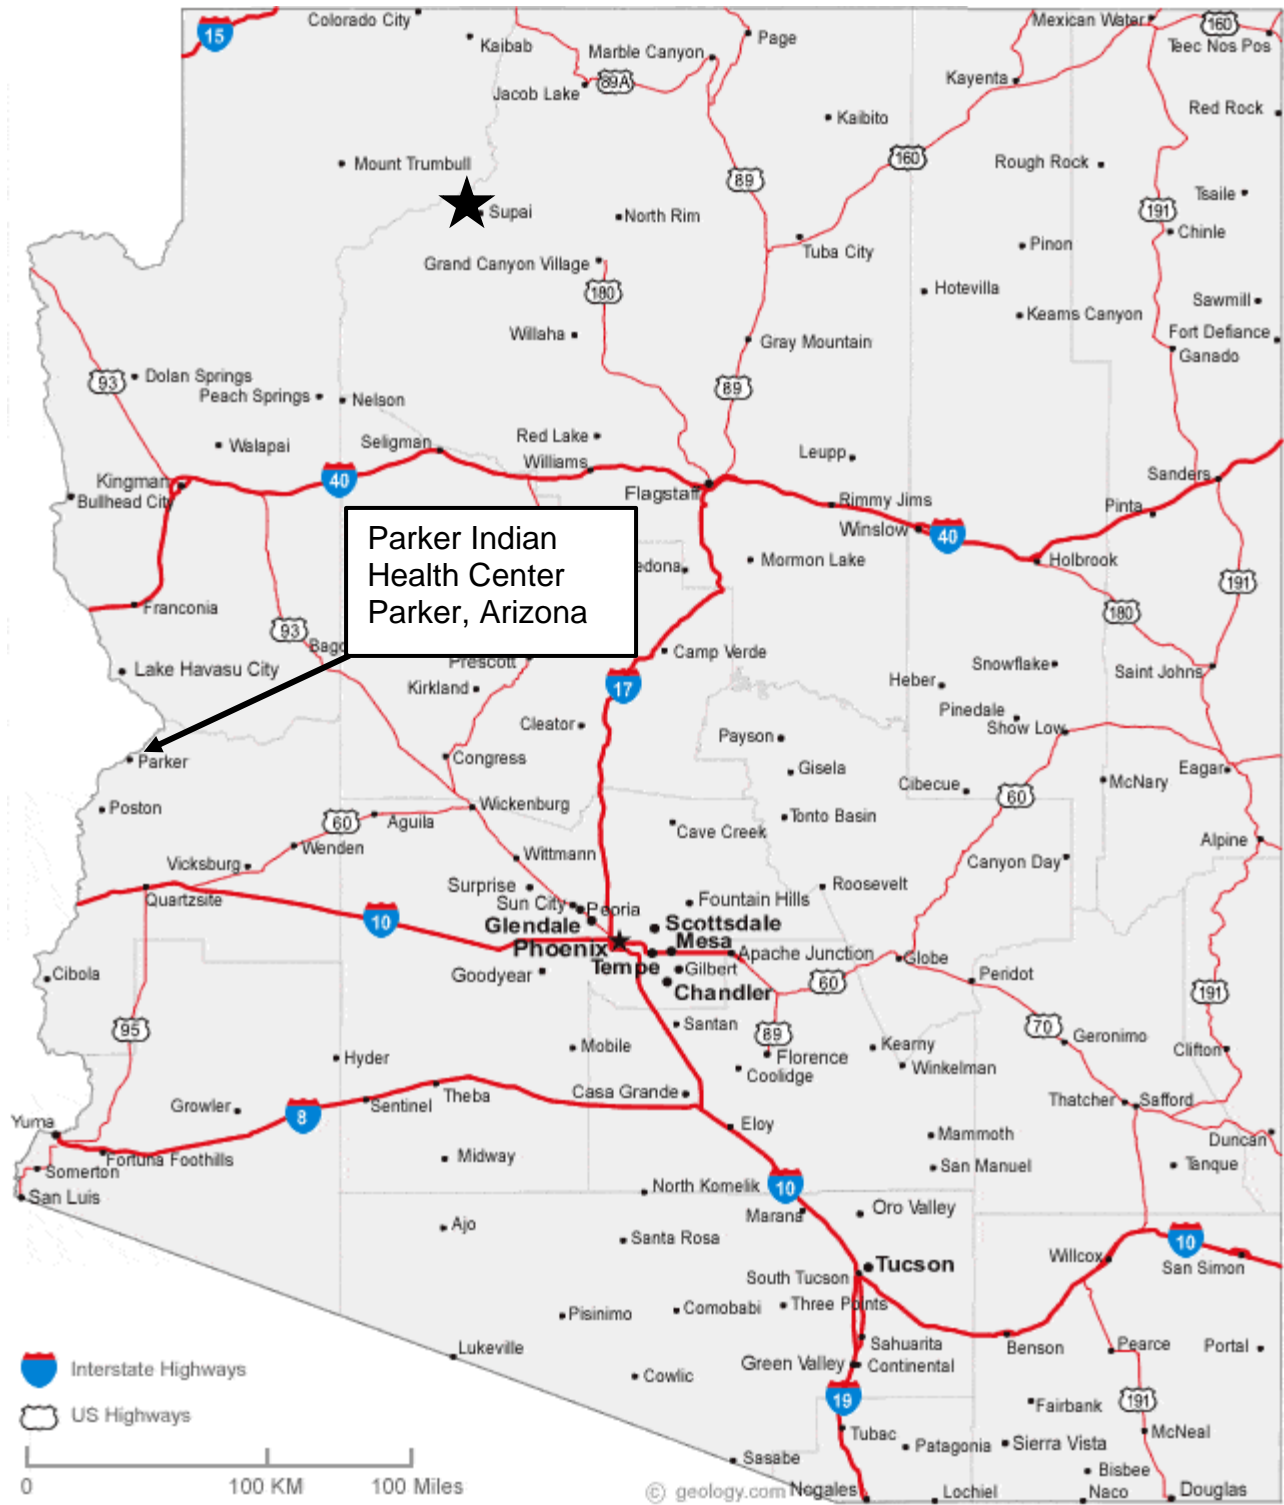 Colorado City
Mexican Water
160
15
Kaibab
Marble Canyon
Page
Teec Nos Pos
Jacob Lake
89A
Kayenta
Red Rock
Kaibito
Mount Trumbull
160
Rough Rock
89
Tsaile
Supai
North Rim
191
Chinle
Tuba City
Pinon
Grand Canyon Village
180
Hotevilla
Sawmill
Keams Canyon
Willaha
Gray Mountain
Fort Defiance
Ganado
93
Dolan Springs
Peach Springs
Nelson
89
Walapai
Seligman
Red Lake
Williams
Leupp
Kingman
40
Sanders
Bullhead City
Flagstaff
Rimmy Jims
Pinta
Winslow
40
Parker Indian
Health Center
Parker, Arizona
edona
Mormon Lake
Holbrook
191
Franconia
180
93
Bago
Prescott
Camp Verde
Lake Havasu City
Snowflake
Saint Johns
Kirkland
17
Heber
Pinedale
Cleator
Payson
Show Low
Parker
Congress
Gisela
Eagar
Cibecue
McNary
Poston
Wickenburg
60
60
Aguila
Cave Creek
Tonto Basin
Wenden
Alpine
Vicksburg
Wittmann
Canyon Day
Surprise
Roosevelt
Quartzsite
Sun City
Peoria
Fountain Hills
10
Glendale
Scottsdale
Phoenix
Mesa
Apache Junction
Globe
Cibola
Goodyear
Tempe
Gilbert
Peridot
60
Chandler
191
95
Santan
89
70
Hyder
Mobile
Florence
Kearny
Geronimo
Clifton
Coolidge
Winkelman
Growler
8
Sentinel
Theba
Casa Grande
Thatcher
Safford
Yuma
Eloy
Mammoth
Duncan
Fortuna Foothills
Midway
San Manuel
Tanque
Somerton
San Luis
North Komelik
10
Marana
Oro Valley
Ajo
Santa Rosa
10
Willcox
San Simon
Tucson
South Tucson
Pisinimo
Comobabi
Three Points
Lukeville
Sahuarita
Benson
Pearce
Portal
Interstate Highways
Green Valley
Continental
Cowlic
US Highways
19
Fairbank
191
Tubac
McNeal
Patagonia
Sierra Vista
Sasabe
Bisbee
0
100 KM
100 Miles
© geology.com
Nogales
Lochiel
Naco
Douglas